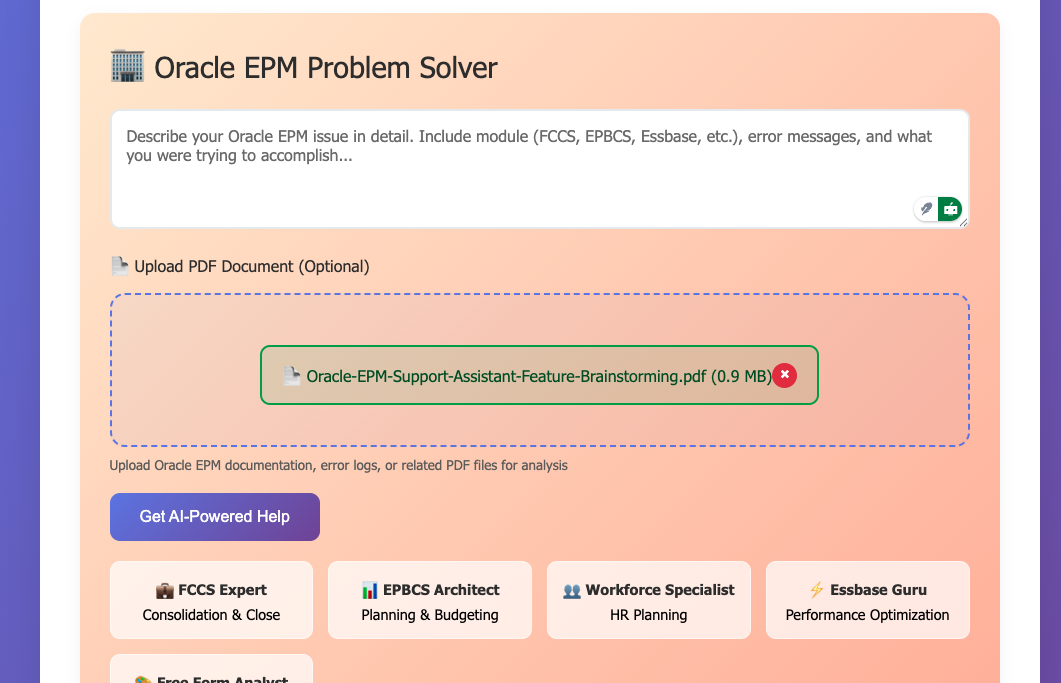 Oracle EPM Problem Solver
Describe your Oracle EPM issue in detail. Include module (FCCS, EPBCS, Essbase, etc.), error messages, and what
you were trying to accomplish...
Upload PDF Document (Optional)
Oracle-EPM-Support-Assistant-Feature-Brainstorming.pdf (0.9 MB)
Upload Oracle EPM documentation, error logs, or related PDF files for analysis
Get AI-Powered Help
FCCS Expert
Consolidation & Close
EPBCS Architect
Planning & Budgeting
Workforce Specialist
HR Planning
Essbase Guru
Performance Optimization
Free Form Analyst